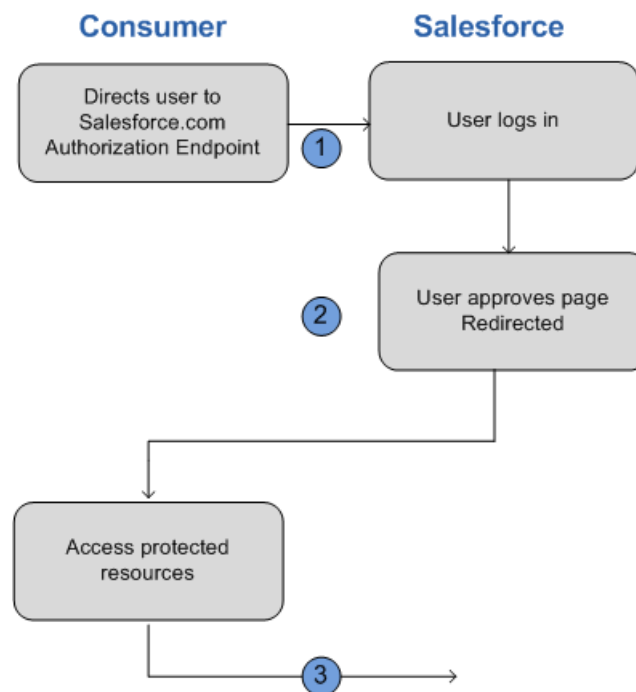 Consumer
Salesforce
Directs user to
Salesforce.com
Authorization Endpoint
1
User logs in
2
User approves page
Redirected
Access protected
resources
3